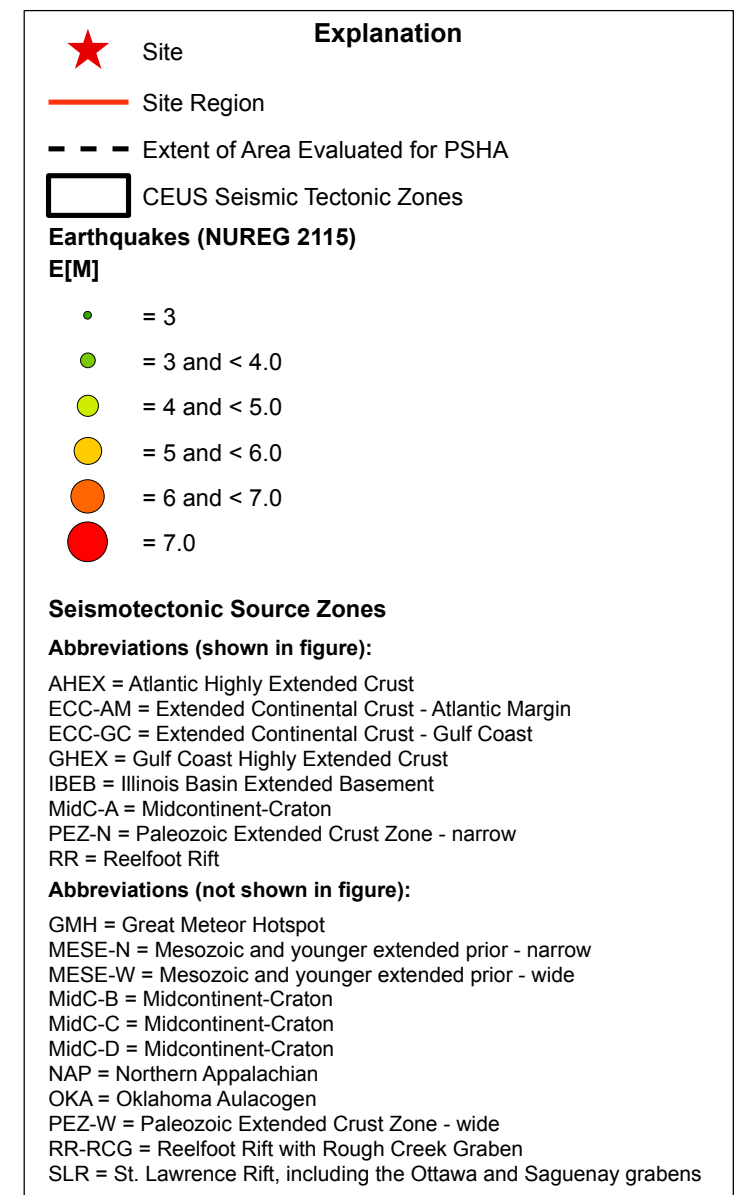 Explanation
Site
Site Region
Extent of Area Evaluated for PSHA
CEUS Seismic Tectonic Zones
Earthquakes (NUREG 2115)
E[M]
= 3
= 3 and < 4.0
= 4 and < 5.0
= 5 and < 6.0
= 6 and < 7.0
= 7.0
Seismotectonic Source Zones
Abbreviations (shown in figure):
AHEX = Atlantic Highly Extended Crust
ECC-AM = Extended Continental Crust - Atlantic Margin
ECC-GC = Extended Continental Crust - Gulf Coast
GHEX = Gulf Coast Highly Extended Crust
IBEB = Illinois Basin Extended Basement
MidC-A = Midcontinent-Craton
PEZ-N = Paleozoic Extended Crust Zone - narrow
RR = Reelfoot Rift
Abbreviations (not shown in figure):
GMH = Great Meteor Hotspot
MESE-N = Mesozoic and younger extended prior - narrow
MESE-W = Mesozoic and younger extended prior - wide
MidC-B = Midcontinent-Craton
MidC-C = Midcontinent-Craton
MidC-D = Midcontinent-Craton
NAP = Northern Appalachian
OKA = Oklahoma Aulacogen
PEZ-W = Paleozoic Extended Crust Zone - wide
RR-RCG = Reelfoot Rift with Rough Creek Graben
SLR = St. Lawrence Rift, including the Ottawa and Saguenay grabens